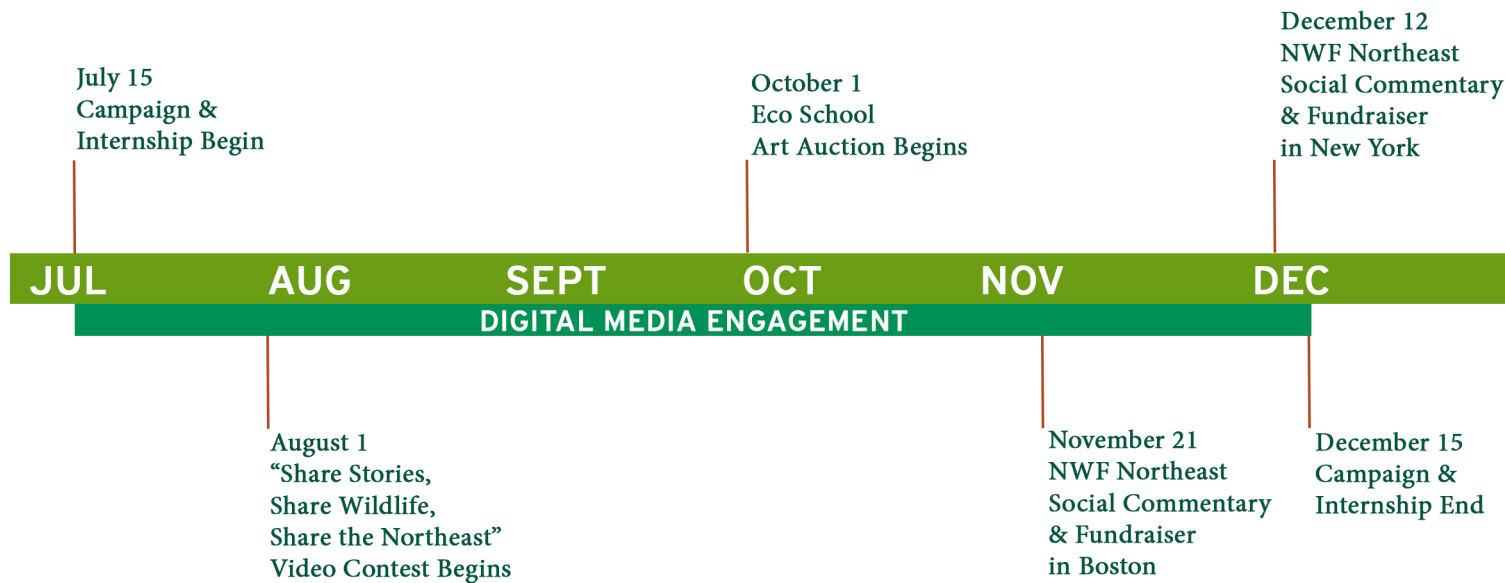 July 15
Campaign &
Internship Begin
October 1
Eco School
Art Auction Begins
December 12
NWF Northeast
Social Commentary
& Fundraiser
in New York
JUL AUG SEPT OCT NOV DEC
DIGITAL MEDIA ENGAGEMENT
August 1
“Share Stories,
Share Wildlife,
Share the Northeast”
Video Contest Begins
November 21
NWF Northeast
Social Commentary
& Fundraiser
in Boston
December 15
Campaign &
Internship End